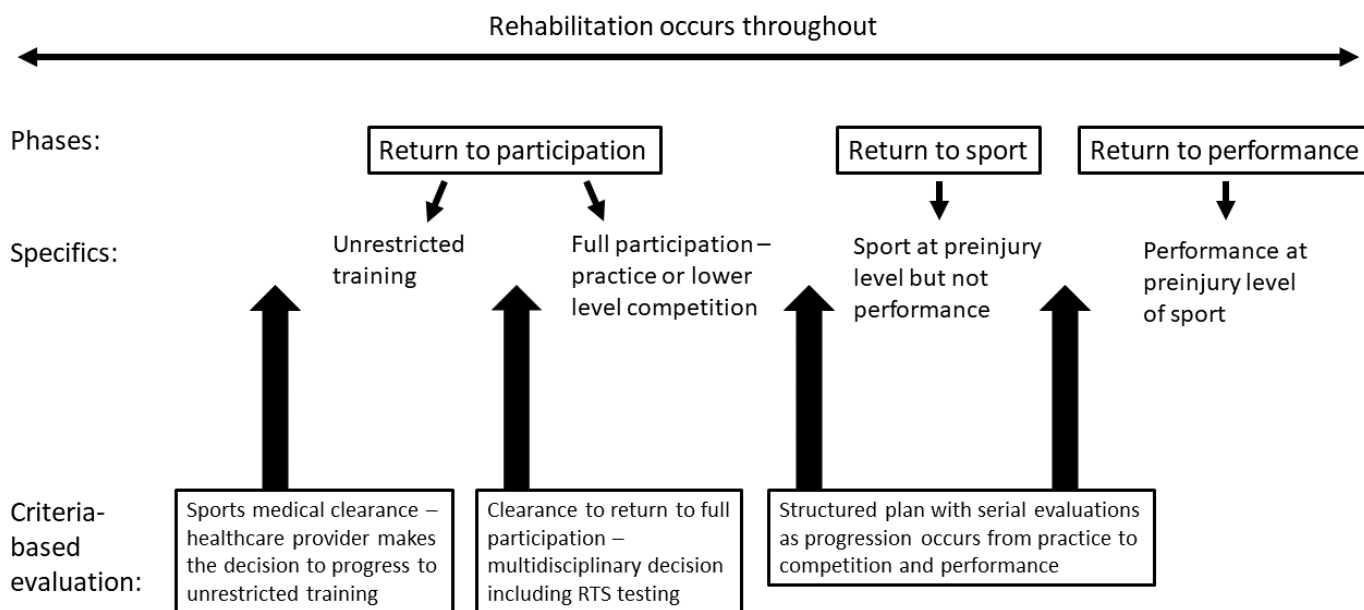 Rehabilitation occurs throughout
Phases:
Return to participation
Return to sport
Return to performance
Specifics:
Unrestricted
training
Full participation –
practice or lower
level competition
Sport at preinjury
level but not
performance
Performance at
preinjury level
of sport
Criteria-
based
evaluation:
Sports medical clearance –
healthcare provider makes
the decision to progress to
unrestricted training
Clearance to return to full
participation –
multidisciplinary decision
including RTS testing
Structured plan with serial evaluations
as progression occurs from practice to
competition and performance